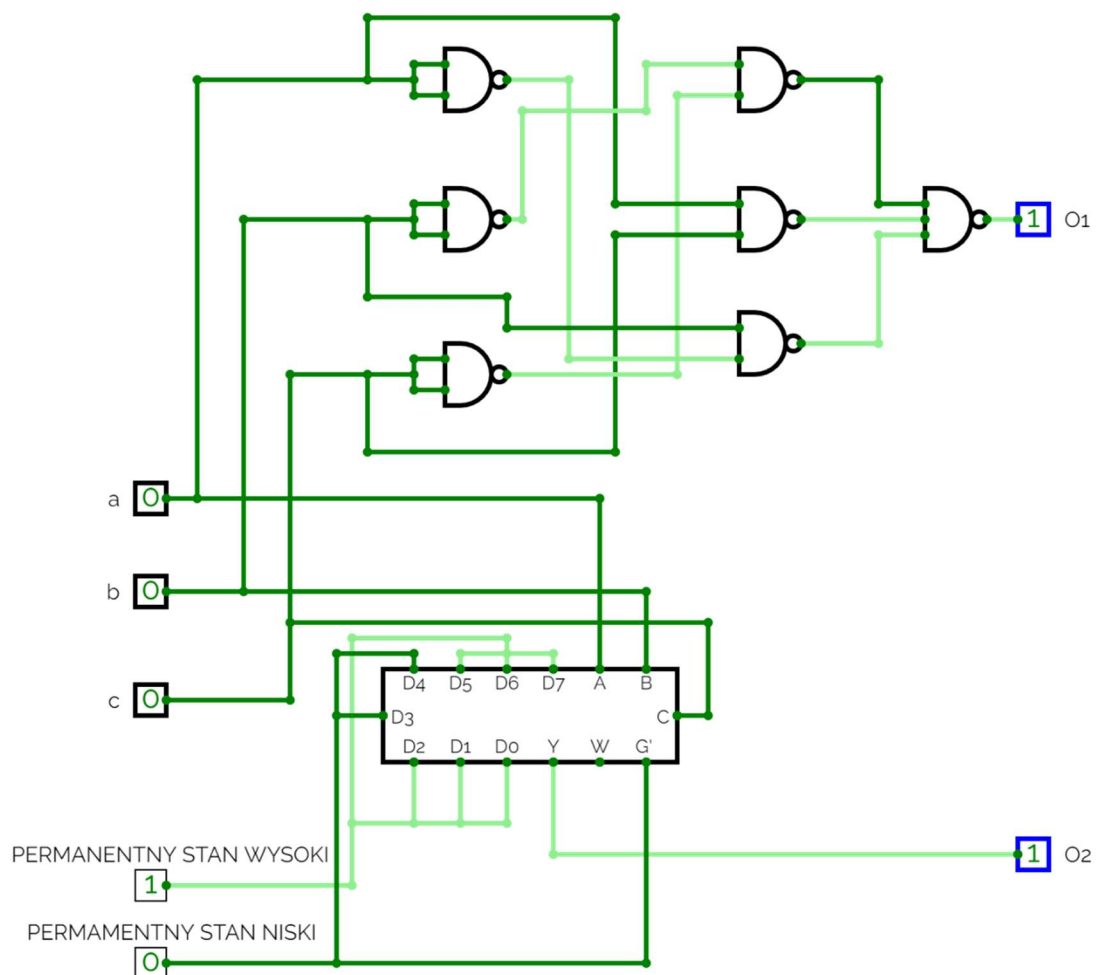 1 O1
a 0
b 0
c 0
D4 D5 D6 D7 A B
D3 C
D2 D1 D0 Y W G'
PERMANENTNY STAN WYSOKI
1
1 O2
PERMAMENTNY STAN NISKI
0